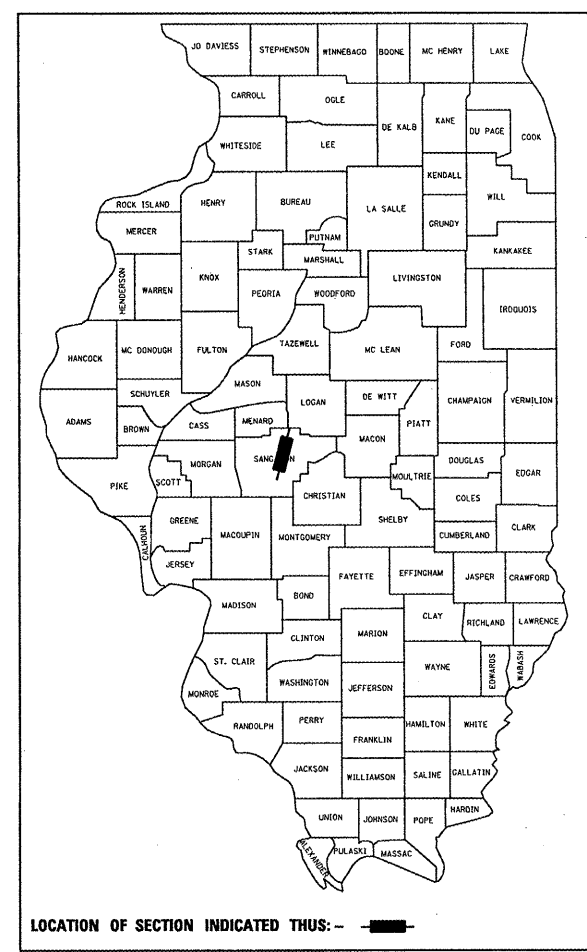 JO DAVIESS STEPHENSON WINNEBAGO BOONE MC HENRY LAKE
CARROLL OGLE DE KALB KANE DU PAGE COOK
WHITESIDE LEE
KENDALL WILL
ROCK ISLAND HENRY BUREAU LA SALLE GRUNDY
MERCER PUTNAM
STARK MARSHALL KANKAKEE
HENDERSON WARREN KNOX PEORIA WOODFORD LIVINGSTON IROQUOIS
HANCOCK MC DONOUGH FULTON TAZEWELL MC LEAN FORD
MASON
SCHUYLER LOGAN DE WITT CHAMPAIGN VERMILION
ADAMS BROWN CASS MENARD MACON PIATT
MORGAN SANG ON DOUGLAS
PIKE SCOTT CHRISTIAN MOULTRIE COLES EDGAR
CALHOUN GREENE MACOUPIN MONTGOMERY SHELBY CUMBERLAND CLARK
JERSEY FAYETTE EFFINGHAM JASPER CRAWFORD
MADISON BOND
CLAY RICHLAND LAWRENCE
CLINTON MARION
ST. CLAIR WAYNE EDWARDS WABASH
WASHINGTON JEFFERSON
MONROE
RANDOLPH PERRY HAMILTON WHITE
FRANKLIN
JACKSON WILLIAMSON SALINE GALLATIN
HARDIN
UNION JOHNSON POPE
ALEXANDER PULASKI MASSAC
LOCATION OF SECTION INDICATED THUS: -  -